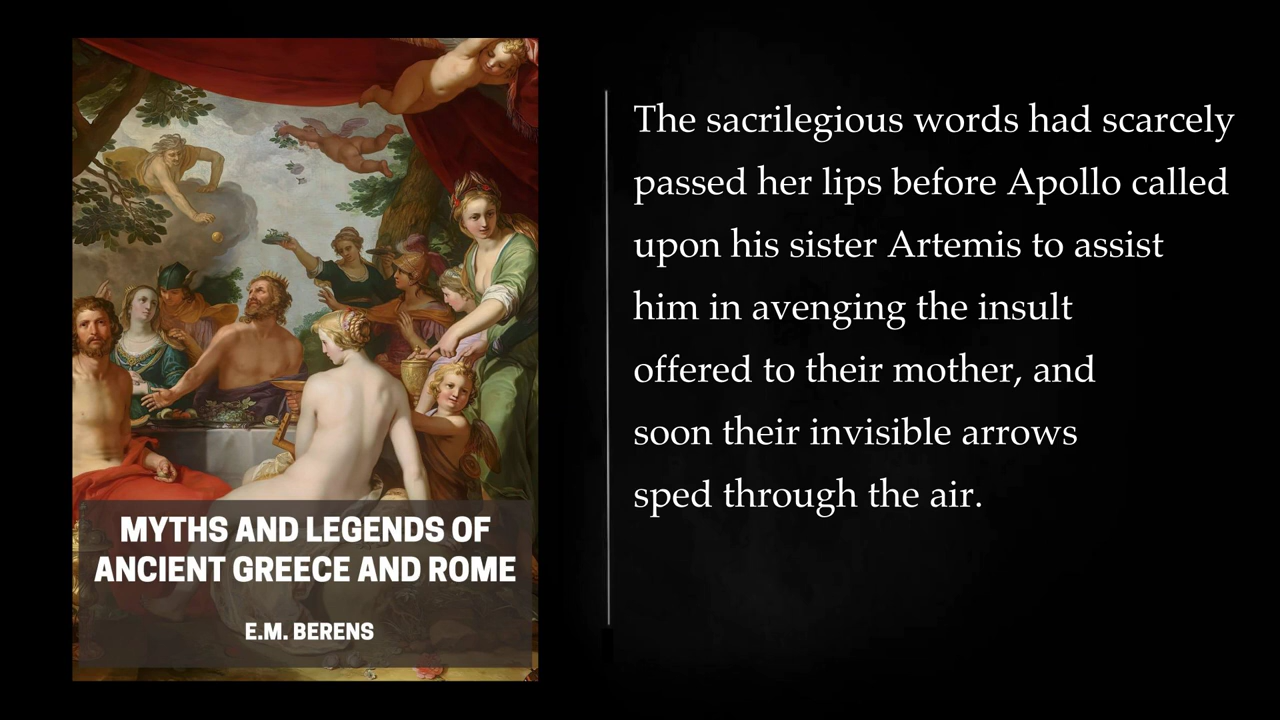 MYTHS AND LEGENDS OF
ANCIENT GREECE AND ROME
E.M. BERENS
The sacrilegious words had scarcely
passed her lips before Apollo called
upon his sister Artemis to assist
him in avenging the insult
offered to their mother, and
soon their invisible arrows
sped through the air.